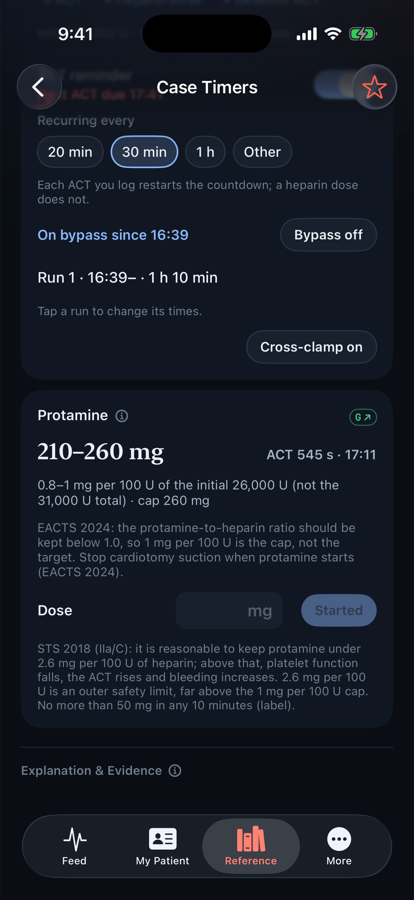 9:41
Case Timers
reminder
ACT due 17:41
Recurring every
20 min
30 min
1 h
Other
Each ACT you log restarts the countdown; a heparin dose
does not.
On bypass since 16:39
Bypass off
Run 1 · 16:39– · 1 h 10 min
Tap a run to change its times.
Cross-clamp on
Protamine
G
210–260 mg
ACT 545 s · 17:11
0.8–1 mg per 100 U of the initial 26,000 U (not the
31,000 U total) · cap 260 mg
EACTS 2024: the protamine-to-heparin ratio should be
kept below 1.0, so 1 mg per 100 U is the cap, not the
target. Stop cardiotomy suction when protamine starts
(EACTS 2024).
Dose
mg
Started
STS 2018 (IIa/C): it is reasonable to keep protamine under
2.6 mg per 100 U of heparin; above that, platelet function
falls, the ACT rises and bleeding increases. 2.6 mg per 100
U is an outer safety limit, far above the 1 mg per 100 U cap.
No more than 50 mg in any 10 minutes (label).
Explanation & Evidence
Feed
My Patient
Reference
More